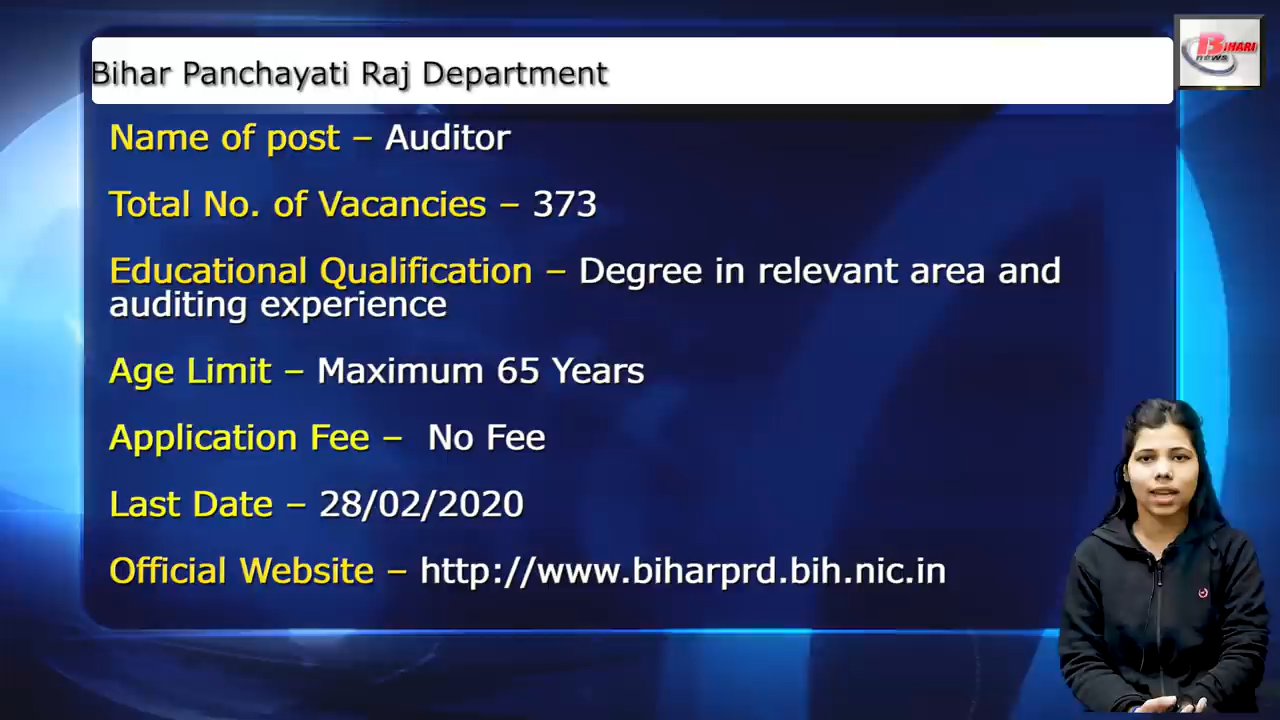 Bihar Panchayati Raj Department
BIHARI
news
Name of post – Auditor
Total No. of Vacancies – 373
Educational Qualification – Degree in relevant area and
auditing experience
Age Limit – Maximum 65 Years
Application Fee – No Fee
Last Date – 28/02/2020
Official Website – http://www.biharprd.bih.nic.in